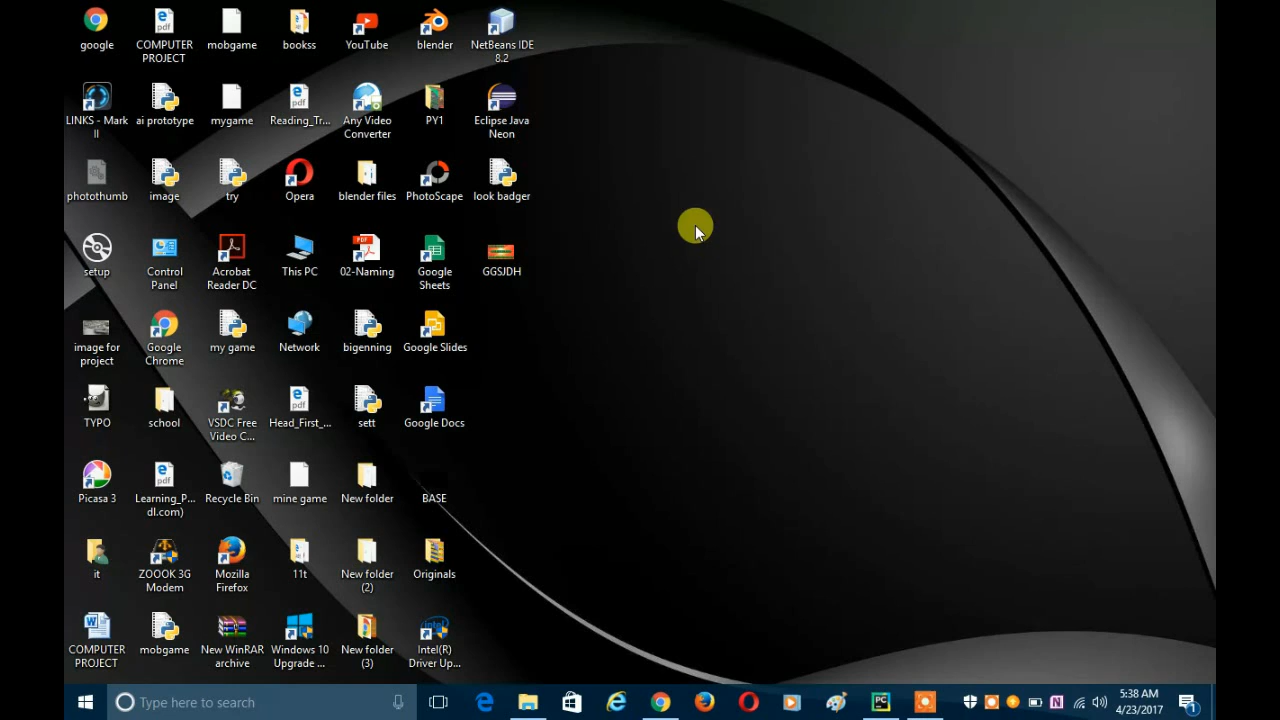 google
COMPUTER
PROJECT
mobgame
bookss
YouTube
blender
NetBeans IDE
8.2
LINKS - Mark
II
ai prototype
mygame
Reading_Tr...
Any Video
Converter
PY1
Eclipse Java
Neon
photothumb
image
try
Opera
blender files
PhotoScape
look badger
setup
Control
Panel
Acrobat
Reader DC
This PC
PDF
02-Naming
Google
Sheets
GGSJDH
image for
project
Google
Chrome
my game
Network
bigenning
Google Slides
TYPO
school
VSDC Free
Video C...
Head_First_...
sett
Google Docs
Picasa 3
Learning_P...
dl.com)
Recycle Bin
mine game
New folder
BASE
it
ZOOOK 3G
Modem
Mozilla
Firefox
11t
New folder
(2)
Originals
COMPUTER
PROJECT
mobgame
New WinRAR
archive
Windows 10
Upgrade ...
New folder
(3)
Intel(R)
Driver Up...
Type here to search
5:38 AM
4/23/2017